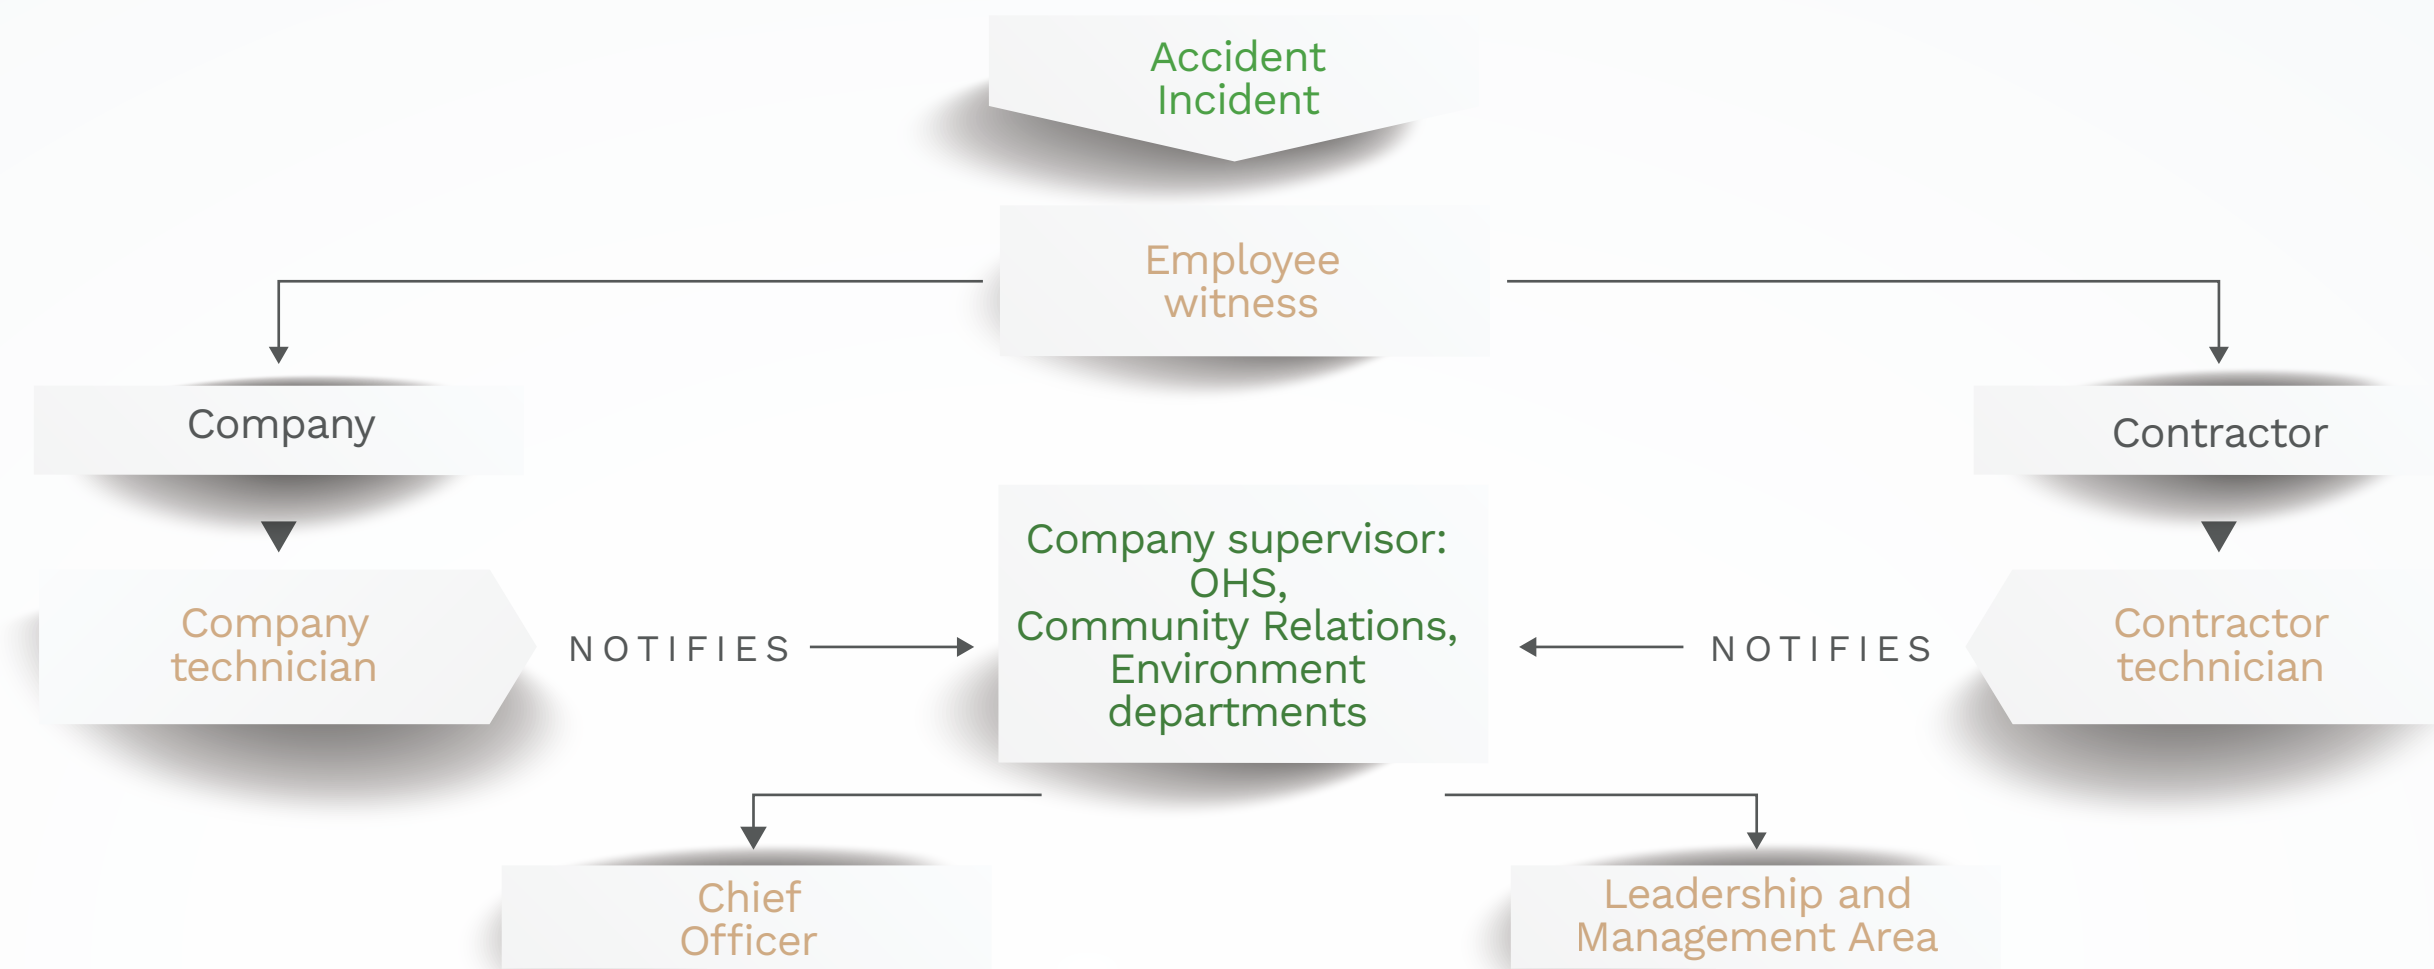 Accident
Incident
Employee
witness
Company
Contractor
Company supervisor:
OHS,
Community Relations,
Environment
departments
Company
technician
NOTIFIES
NOTIFIES
Contractor
technician
Chief
Officer
Leadership and
Management Area